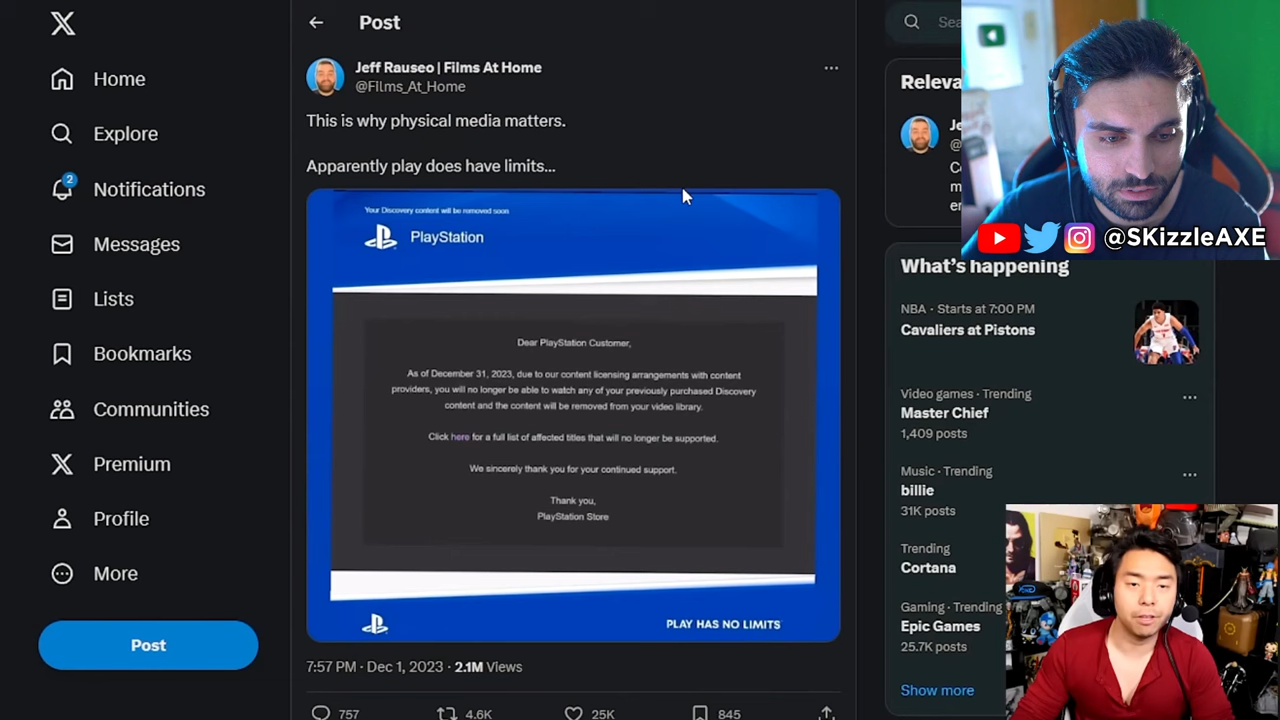 Post
Jeff Rauseo | Films At Home
@FIlms_At_Home
This is why physical media matters.
Apparently play does have limits...
Your Discovery content will be removed soon
PlayStation
Dear PlayStation Customer,
As of December 31, 2023, due to our content licensing arrangements with content
providers, you will no longer be able to watch any of your previously purchased Discovery
content and the content will be removed from your video library.
Click here for a full list of affected titles that will no longer be supported.
We sincerely thank you for your continued support.
Thank you,
PlayStation Store
PLAY HAS NO LIMITS
7:57 PM · Dec 1, 2023 · 2.1M Views
757
4.6K
25K
845
X
Home
Explore
2
Notifications
Messages
Lists
Bookmarks
Communities
Premium
Profile
More
Post
Sea
Releva
Je
@
Co
m
er
@SKizzleAXE
What's happening
NBA · Starts at 7:00 PM
Cavaliers at Pistons
Video games · Trending
Master Chief
1,409 posts
Music · Trending
billie
31K posts
Trending
Cortana
Gaming · Trending
Epic Games
25.7K posts
Show more